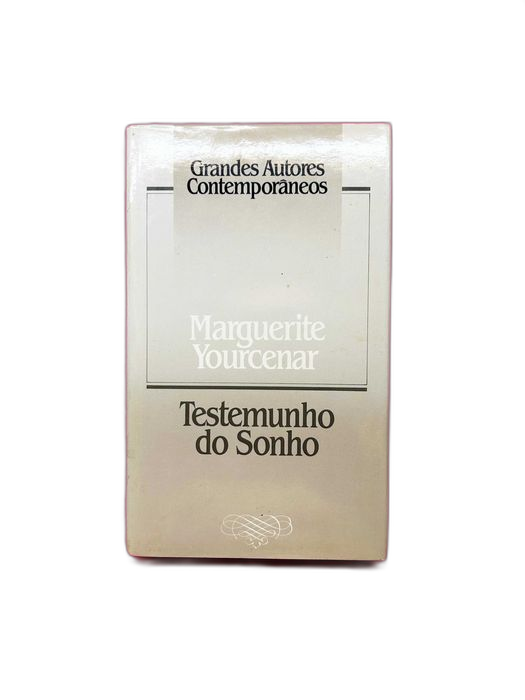 Grandes Autores
Contemporâneos
Marguerite
Yourcenar
Testemunho
do Sonho